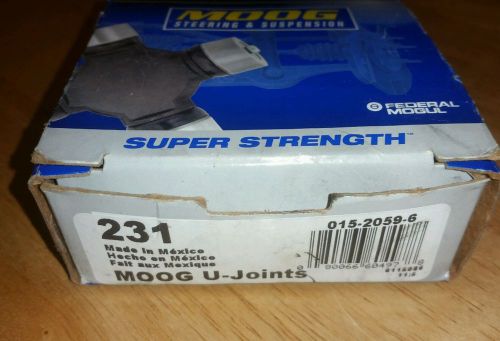 MOOG
STEERING & SUSPENSION
FEDERAL
MOGUL
SUPER STRENGTH™
231
015-2059-6
Made in México
Hecho en México
Fait aux Mexique
MOOG U-Joints